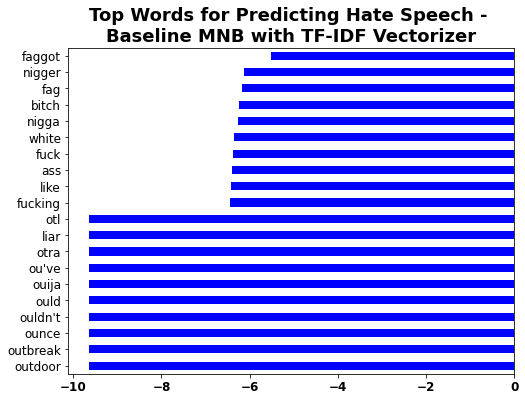 Top Words for Predicting Hate Speech -
Baseline MNB with TF-IDF Vectorizer
faggot
nigger
fag
bitch
nigga
white
fuck
ass
like
fucking
otl
liar
otra
ou've
ouija
ould
ouldn't
ounce
outbreak
outdoor
−10 −8 −6 −4 −2 0